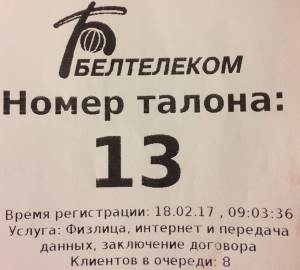 БЕЛТЕЛЕКОМ
Номер талона:
13
Время регистрации: 18.02.17 , 09:03:36
Услуга: Физлица, интернет и передача
данных, заключение договора
Клиентов в очереди: 8